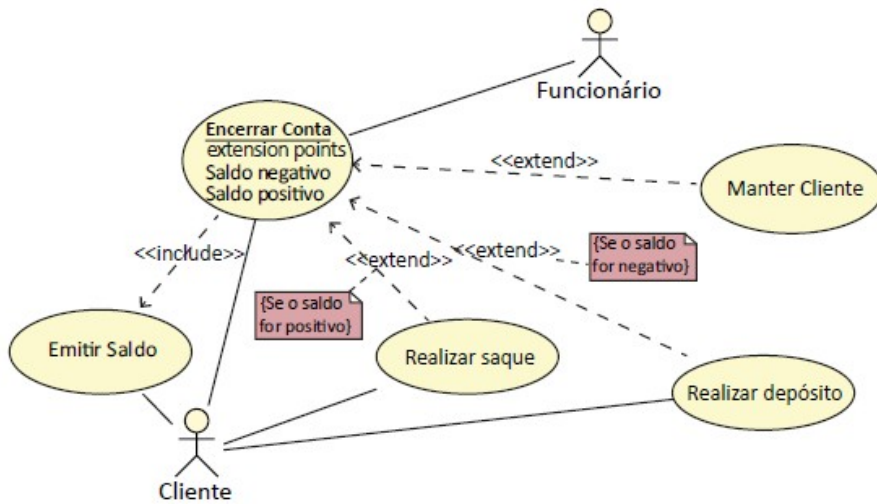 Funcionário
Encerrar Conta
extension points
Saldo negativo
Saldo positivo
<<extend>>
Manter Cliente
<<include>>
<<extend>>
<<extend>>
{Se o saldo
for negativo}
{Se o saldo
for positivo}
Emitir Saldo
Realizar saque
Realizar depósito
Cliente